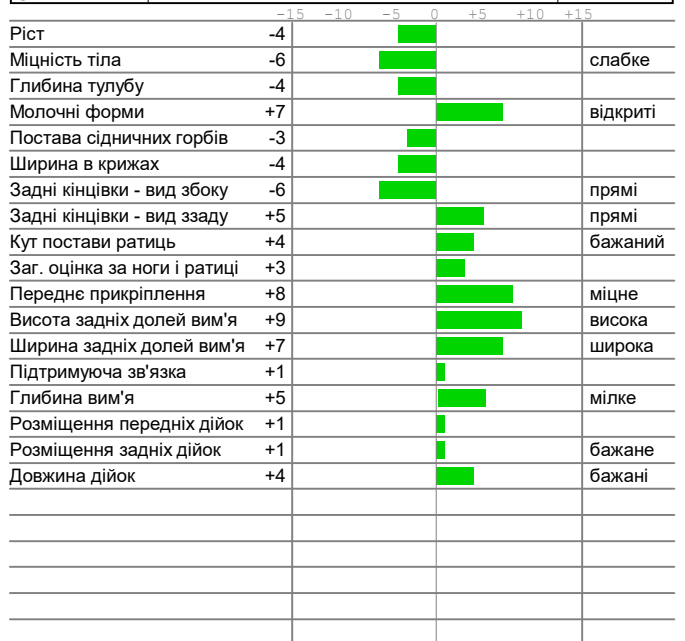 -15 -10 -5 0 +5 +10 +15
Ріст -4
Міцність тіла -6 слабке
Глибина тулубу -4
Молочні форми +7 відкриті
Постава сідничних горбів -3
Ширина в крижах -4
Задні кінцівки - вид збоку -6 прямі
Задні кінцівки - вид ззаду +5 прямі
Кут постави ратиць +4 бажаний
Заг. оцінка за ноги і ратиці +3
Переднє прикріплення +8 міцне
Висота задніх долей вим'я +9 висока
Ширина задніх долей вим'я +7 широка
Підтримуюча зв'язка +1
Глибина вим'я +5 мілке
Розміщення передніх дійок +1
Розміщення задніх дійок +1 бажане
Довжина дійок +4 бажані